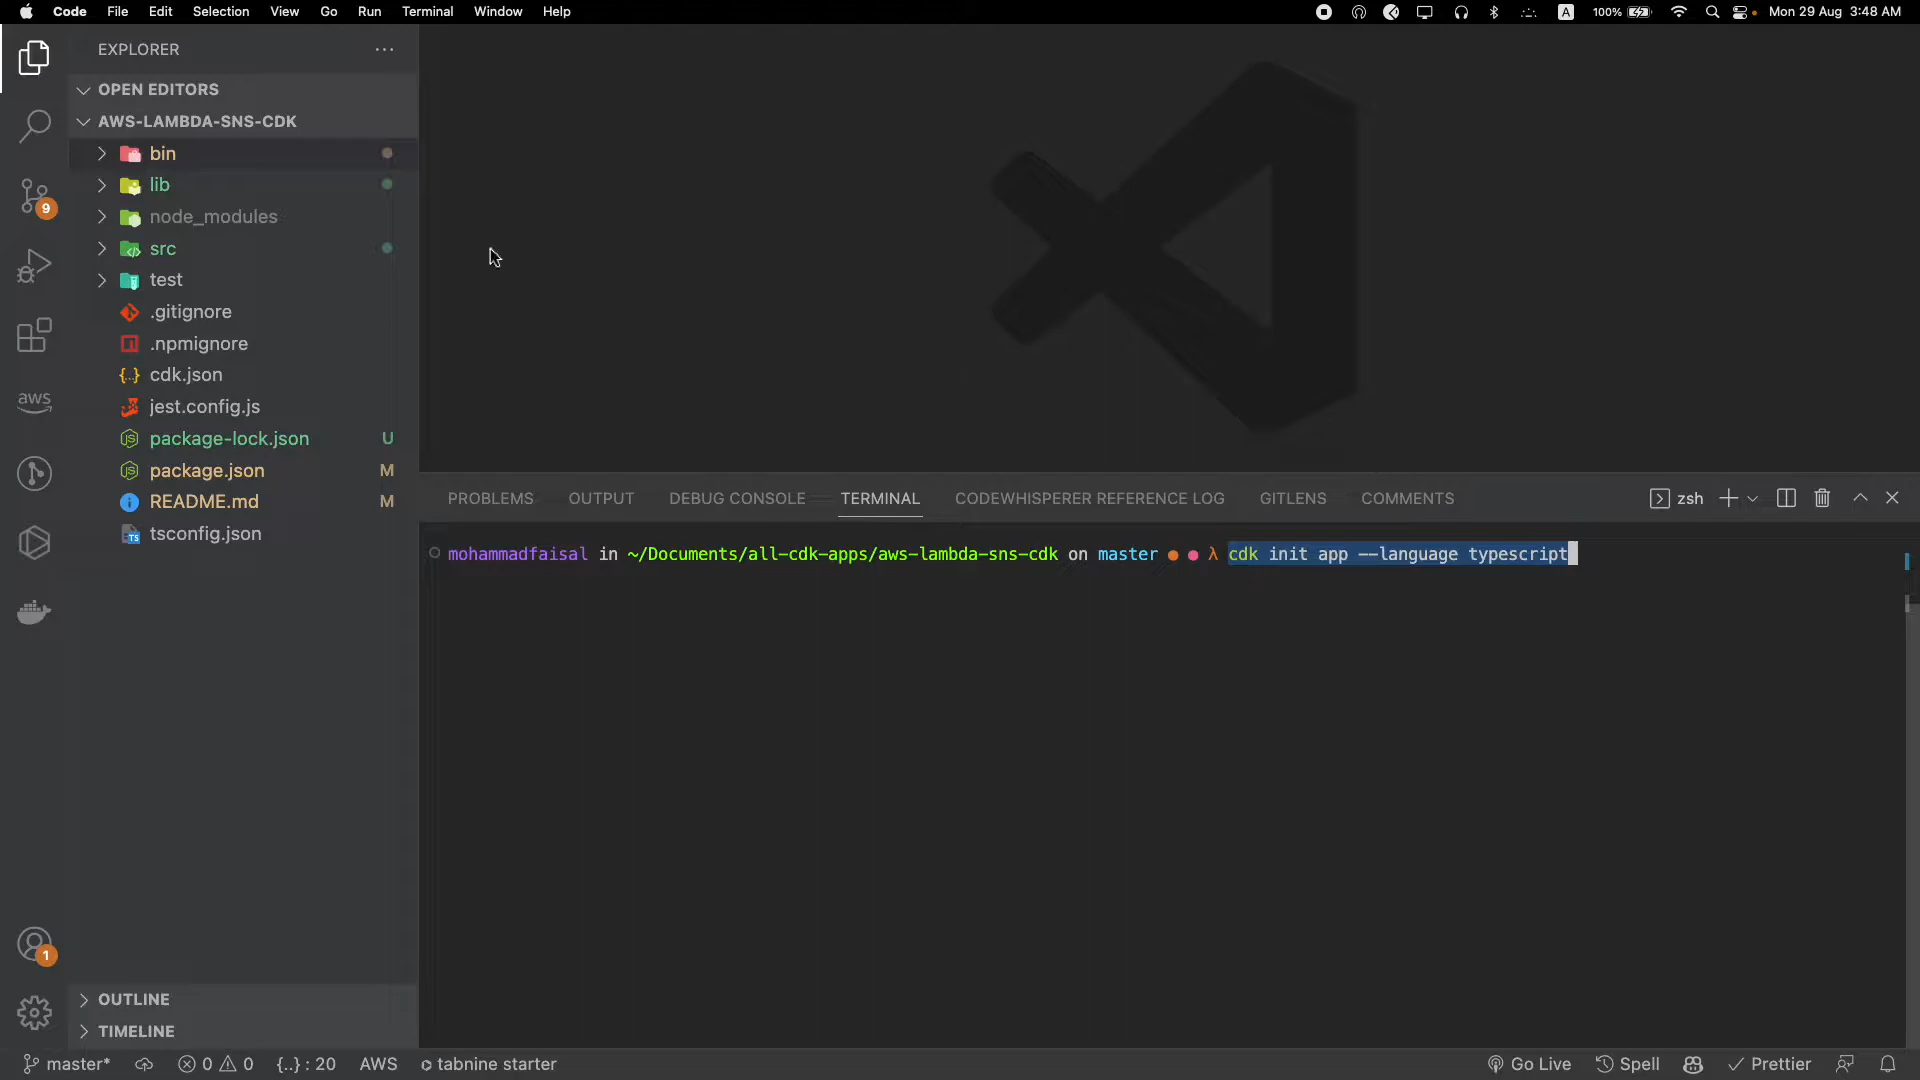 Code File Edit Selection View Go Run Terminal Window Help
A 100% Mon 29 Aug 3:48 AM
EXPLORER ...
OPEN EDITORS
AWS-LAMBDA-SNS-CDK
bin
lib
node_modules
src
test
.gitignore
.npmignore
{..} cdk.json
jest.config.js
package-lock.json U
package.json M
README.md M
TS tsconfig.json
9
aws
1
OUTLINE
TIMELINE
PROBLEMS OUTPUT DEBUG CONSOLE TERMINAL CODEWHISPERER REFERENCE LOG GITLENS COMMENTS zsh
mohammadfaisal in ~/Documents/all-cdk-apps/aws-lambda-sns-cdk on master ● ● λ cdk init app --language typescript
master* 0 0 {..} : 20 AWS tabnine starter Go Live Spell Prettier